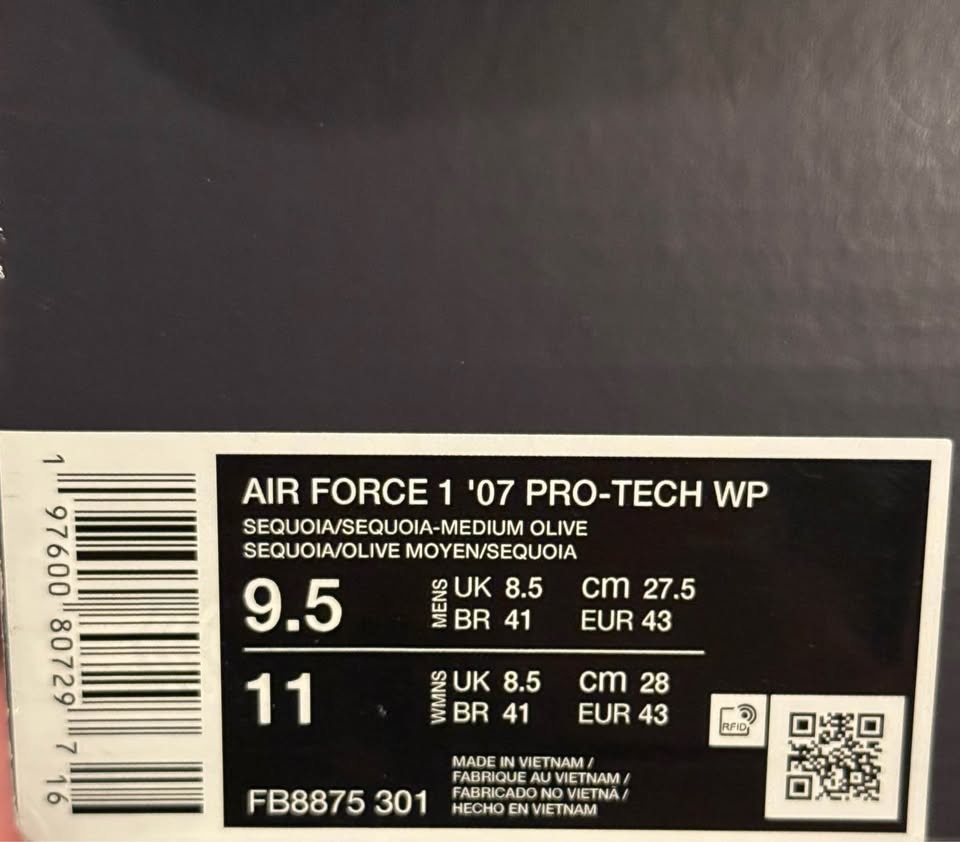 AIR FORCE 1 '07 PRO-TECH WP
SEQUOIA/SEQUOIA-MEDIUM OLIVE
SEQUOIA/OLIVE MOYEN/SEQUOIA
9.5 MENS UK 8.5 CM 27.5
BR 41 EUR 43
11 WMNS UK 8.5 CM 28
BR 41 EUR 43
RFID
MADE IN VIETNAM /
FABRIQUE AU VIETNAM /
FABRICADO NO VIETNÃ /
HECHO EN VIETNAM
FB8875 301
1 97600 80729 7 16